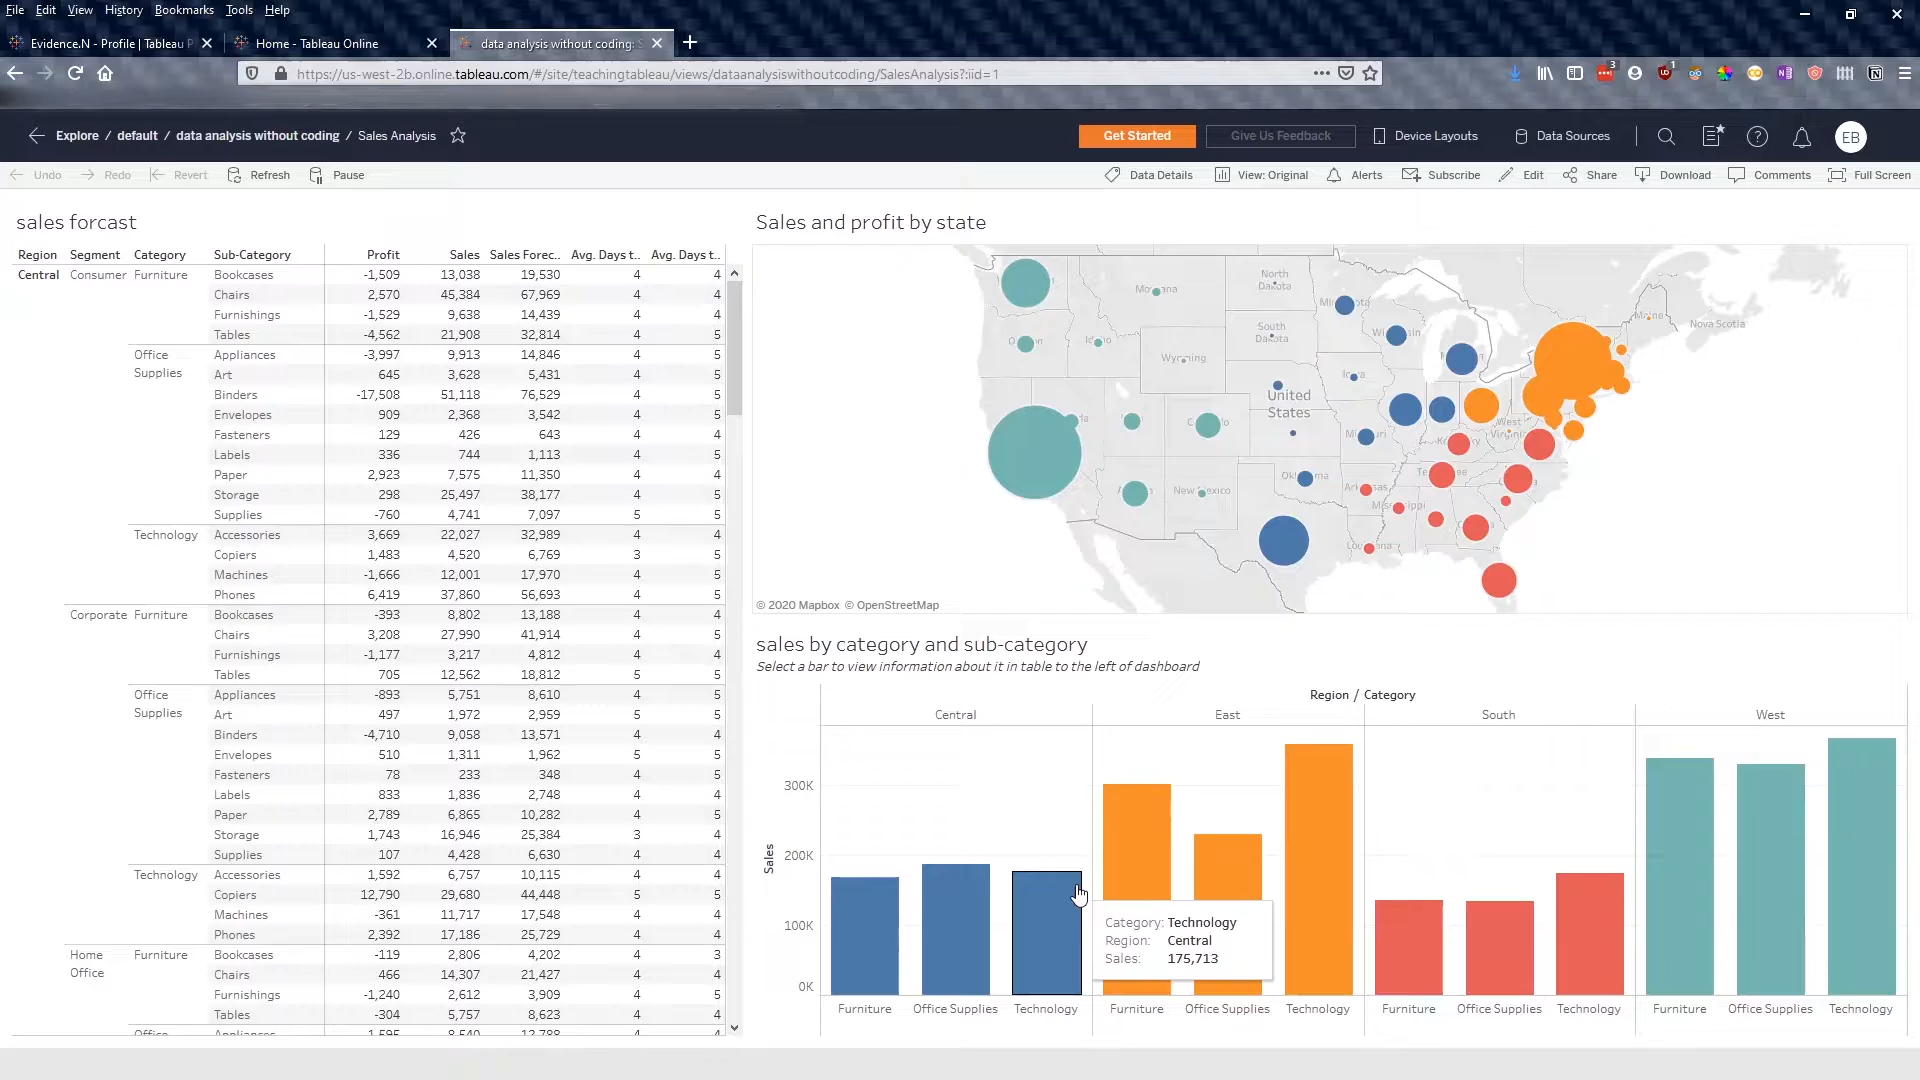 File Edit View History Bookmarks Tools Help
Evidence.N - Profile | Tableau P
Home - Tableau Online
data analysis without coding: S
https://us-west-2b.online.tableau.com/#/site/teachingtableau/views/dataanalysiswithoutcoding/SalesAnalysis?:iid=1
3
1
Explore / default / data analysis without coding / Sales Analysis
Get Started Give Us Feedback Device Layouts Data Sources EB
Undo Redo Revert Refresh Pause Data Details View: Original Alerts Subscribe Edit Share Download Comments Full Screen
sales forcast
Region Segment Category Sub-Category Profit Sales Sales Forec.. Avg. Days t.. Avg. Days t..
Central Consumer Furniture Bookcases -1,509 13,038 19,530 4 4
Chairs 2,570 45,384 67,969 4 4
Furnishings -1,529 9,638 14,439 4 4
Tables -4,562 21,908 32,814 4 5
Office Supplies Appliances -3,997 9,913 14,846 4 5
Art 645 3,628 5,431 4 5
Binders -17,508 51,118 76,529 4 5
Envelopes 909 2,368 3,542 4 5
Fasteners 129 426 643 4 4
Labels 336 744 1,113 4 5
Paper 2,923 7,575 11,350 4 5
Storage 298 25,497 38,177 4 5
Supplies -760 4,741 7,097 5 5
Technology Accessories 3,669 22,027 32,989 4 4
Copiers 1,483 4,520 6,769 3 5
Machines -1,666 12,001 17,970 4 5
Phones 6,419 37,860 56,693 4 5
Corporate Furniture Bookcases -393 8,802 13,188 4 4
Chairs 3,208 27,990 41,914 4 5
Furnishings -1,177 3,217 4,812 4 4
Tables 705 12,562 18,812 5 5
Office Supplies Appliances -893 5,751 8,610 4 5
Art 497 1,972 2,959 5 5
Binders -4,710 9,058 13,571 4 4
Envelopes 510 1,311 1,962 5 5
Fasteners 78 233 348 4 4
Labels 833 1,836 2,748 4 5
Paper 2,789 6,865 10,282 4 5
Storage 1,743 16,946 25,384 3 4
Supplies 107 4,428 6,630 4 4
Technology Accessories 1,592 6,757 10,115 4 4
Copiers 12,790 29,680 44,448 5 5
Machines -361 11,717 17,548 4 4
Phones 2,392 17,186 25,729 4 4
Home Office Furniture Bookcases -119 2,806 4,202 4 3
Chairs 466 14,307 21,427 4 4
Furnishings -1,240 2,612 3,909 4 5
Tables -304 5,757 8,623 4 4
Office Appliances 1,595 8,540 12,788 4 4
Sales and profit by state
North Dakota
South Dakota
Wyoming
United States
New Mexico
West Virginia
Maine
Nova Scotia
© 2020 Mapbox © OpenStreetMap
sales by category and sub-category
Select a bar to view information about it in table to the left of dashboard
Region / Category
Central East South West
Sales
300K
200K
100K
0K
Category: Technology
Region: Central
Sales: 175,713
Furniture Office Supplies Technology Furniture Office Supplies Technology Furniture Office Supplies Technology Furniture Office Supplies Technology